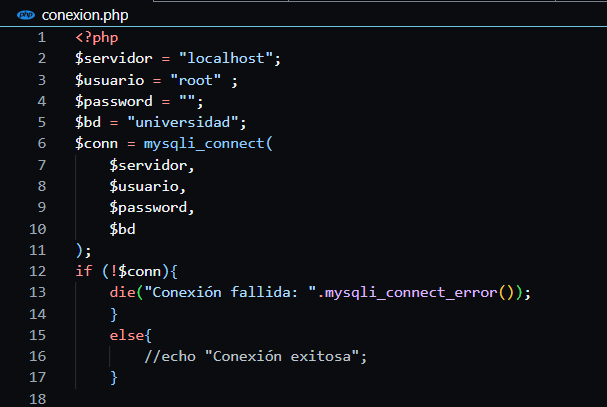 php conexion.php
1 <?php
2 $servidor = "localhost";
3 $usuario = "root" ;
4 $password = "";
5 $bd = "universidad";
6 $conn = mysqli_connect(
7 $servidor,
8 $usuario,
9 $password,
10 $bd
11 );
12 if (!$conn){
13 die("Conexión fallida: ".mysqli_connect_error());
14 }
15 else{
16 //echo "Conexión exitosa";
17 }
18